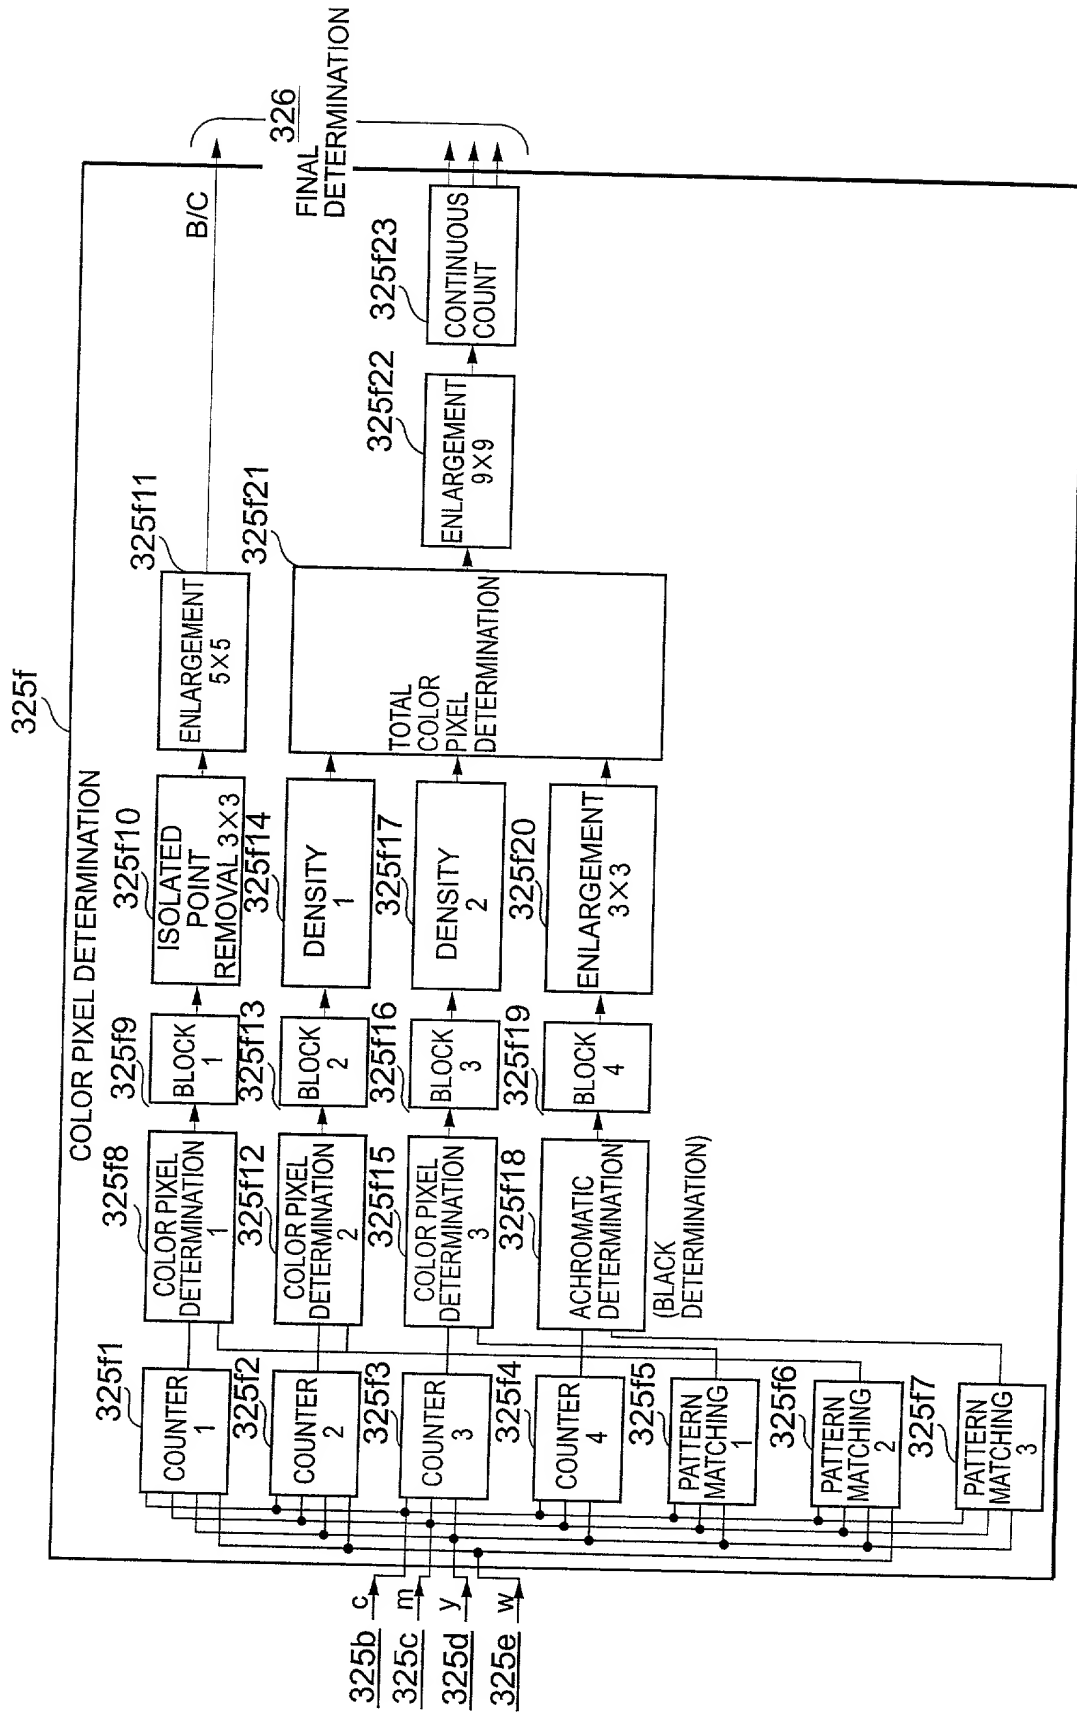 325f
COLOR PIXEL DETERMINATION
325b
c
325c
m
325d
y
325e
w
325f1
COUNTER
1
325f2
COUNTER
2
325f3
COUNTER
3
325f4
COUNTER
4
325f5
PATTERN
MATCHING
1
325f6
PATTERN
MATCHING
2
325f7
PATTERN
MATCHING
3
325f8
COLOR PIXEL
DETERMINATION
1
325f9
BLOCK
1
325f10
ISOLATED
POINT
REMOVAL 3×3
325f11
ENLARGEMENT
5×5
B/C
325f12
COLOR PIXEL
DETERMINATION
2
325f13
BLOCK
2
325f14
DENSITY
1
325f15
COLOR PIXEL
DETERMINATION
3
325f16
BLOCK
3
325f17
DENSITY
2
325f18
ACHROMATIC
DETERMINATION
(BLACK
DETERMINATION)
325f19
BLOCK
4
325f20
ENLARGEMENT
3×3
325f21
TOTAL
COLOR
PIXEL
DETERMINATION
325f22
ENLARGEMENT
9×9
325f23
CONTINUOUS
COUNT
326
FINAL
DETERMINATION